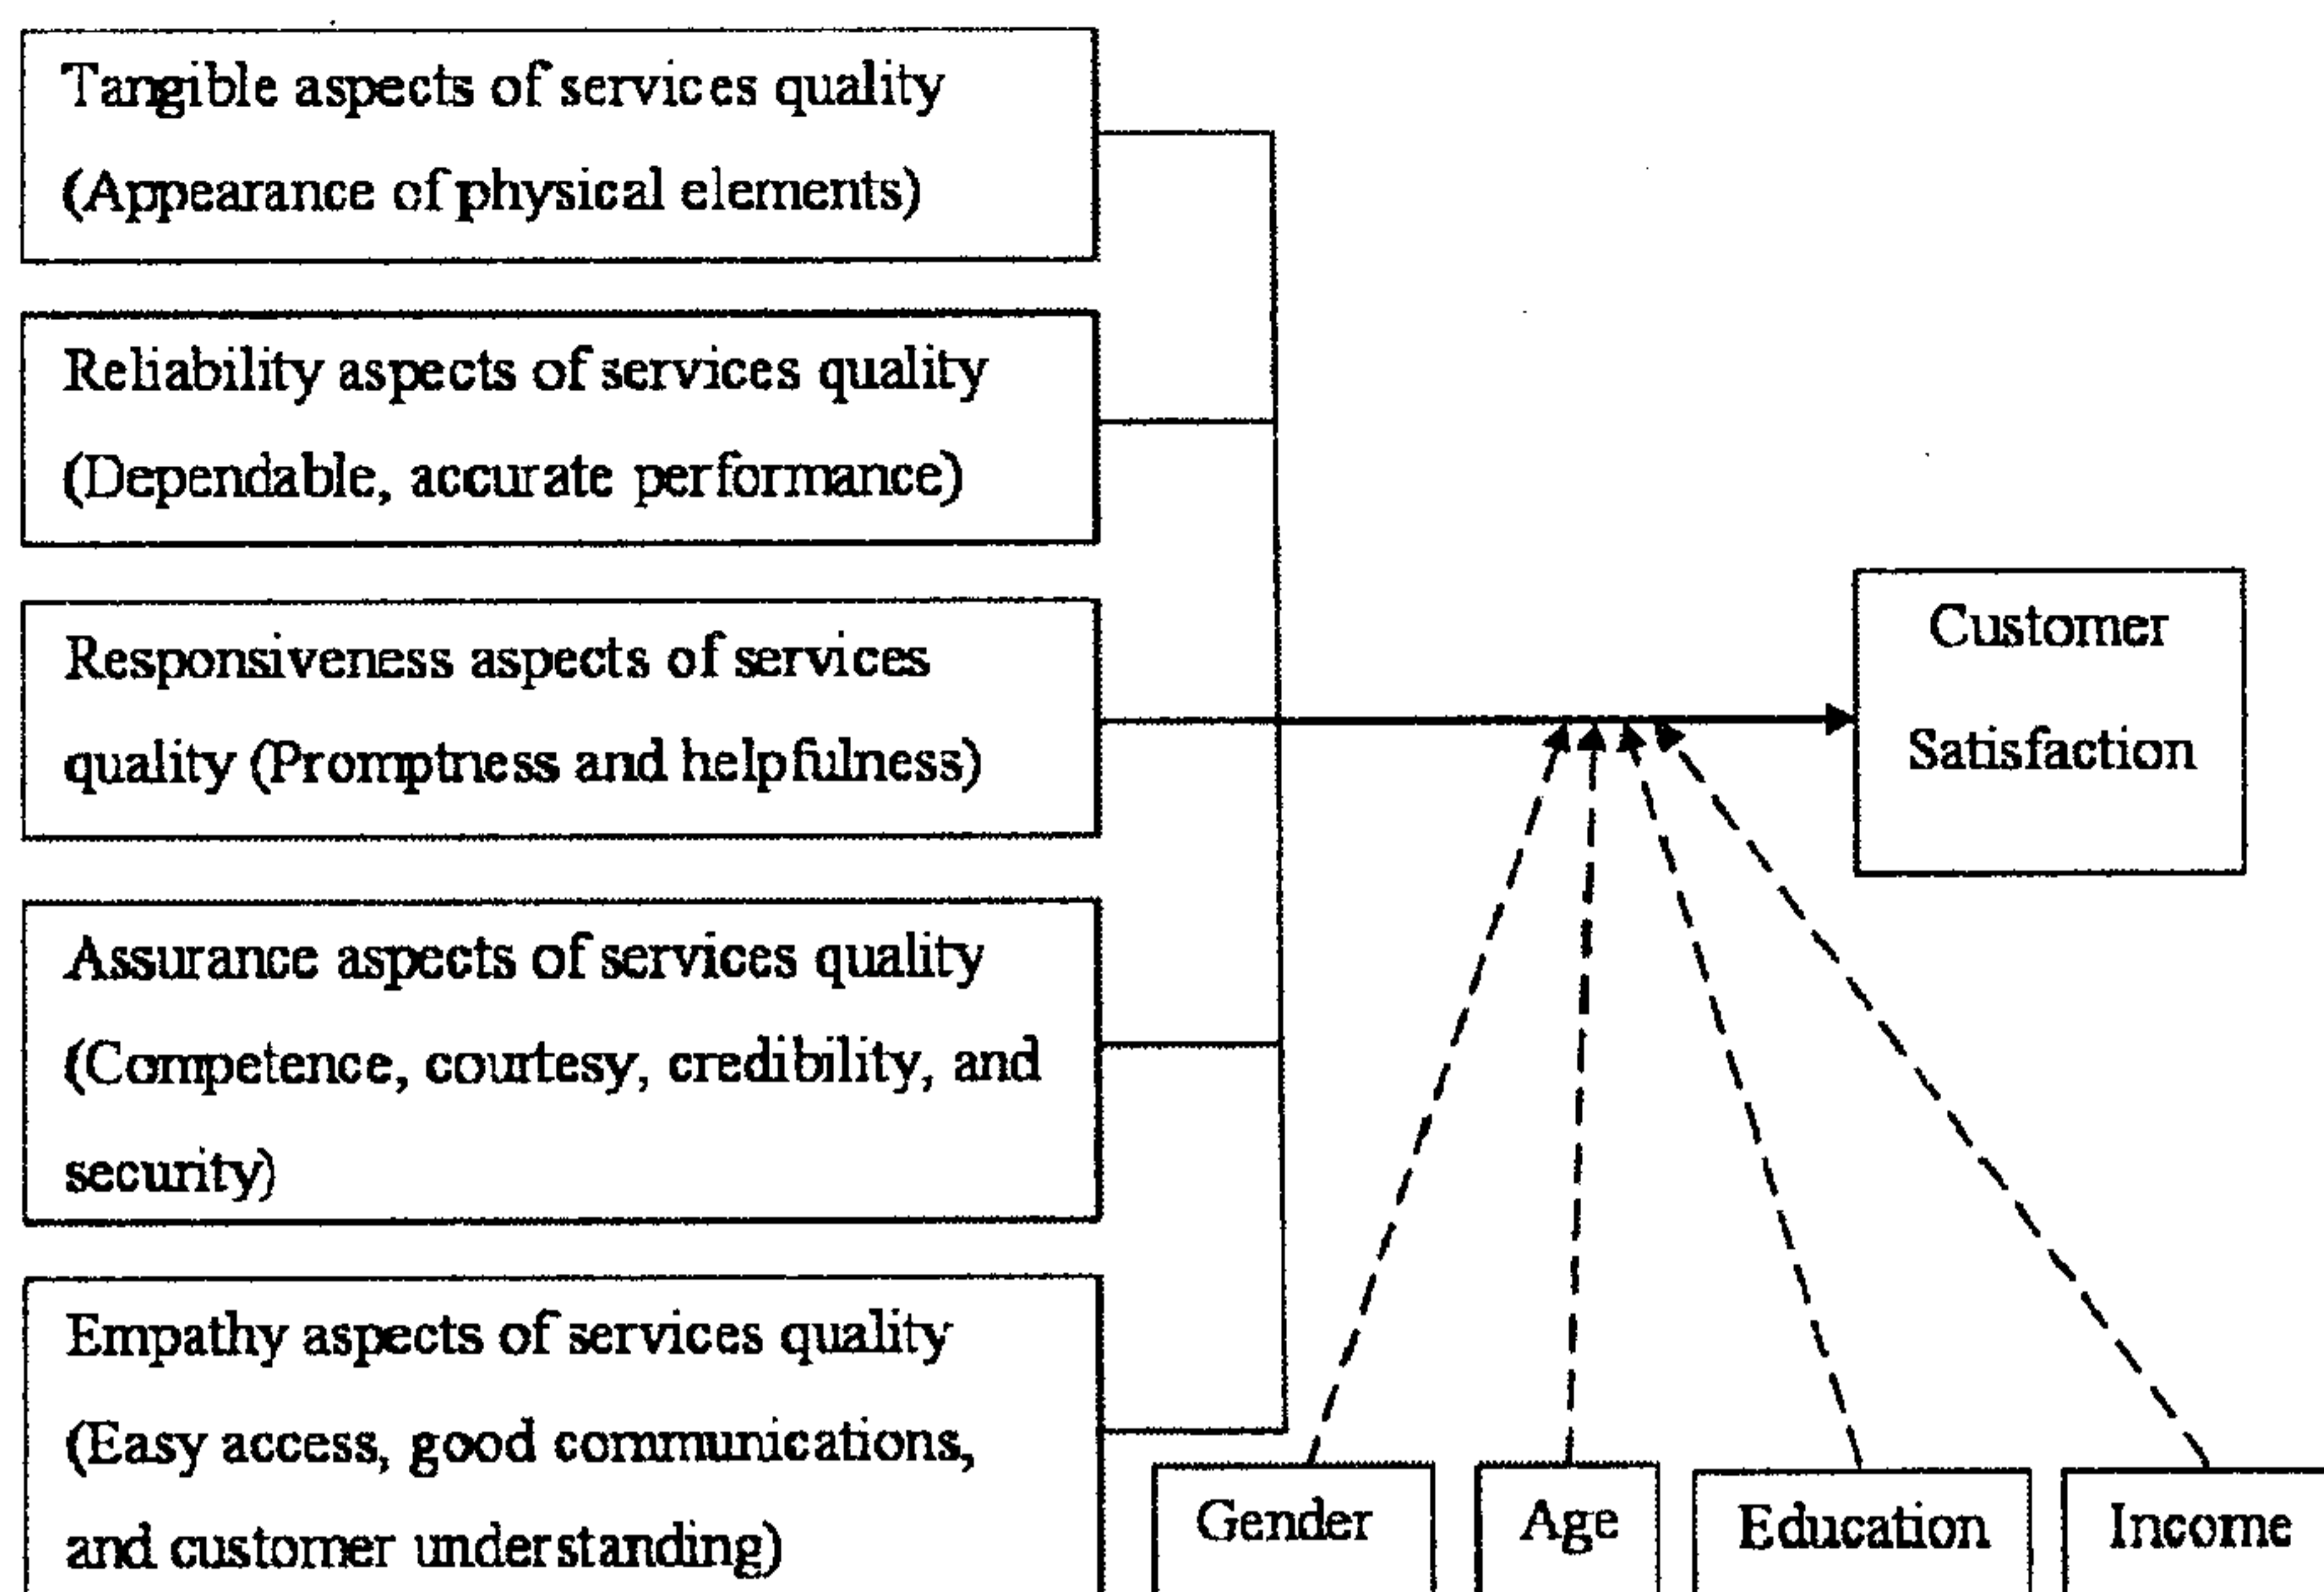 Tangible aspects of services quality
(Appearance of physical elements)
Reliability aspects of services quality
(Dependable, accurate performance)
Responsiveness aspects of services
quality (Promptness and helpfulness)
Assurance aspects of services quality
(Competence, courtesy, credibility, and
security)
Empathy aspects of services quality
(Easy access, good communications,
and customer understanding)
Customer
Satisfaction
Gender
Age
Education
Income